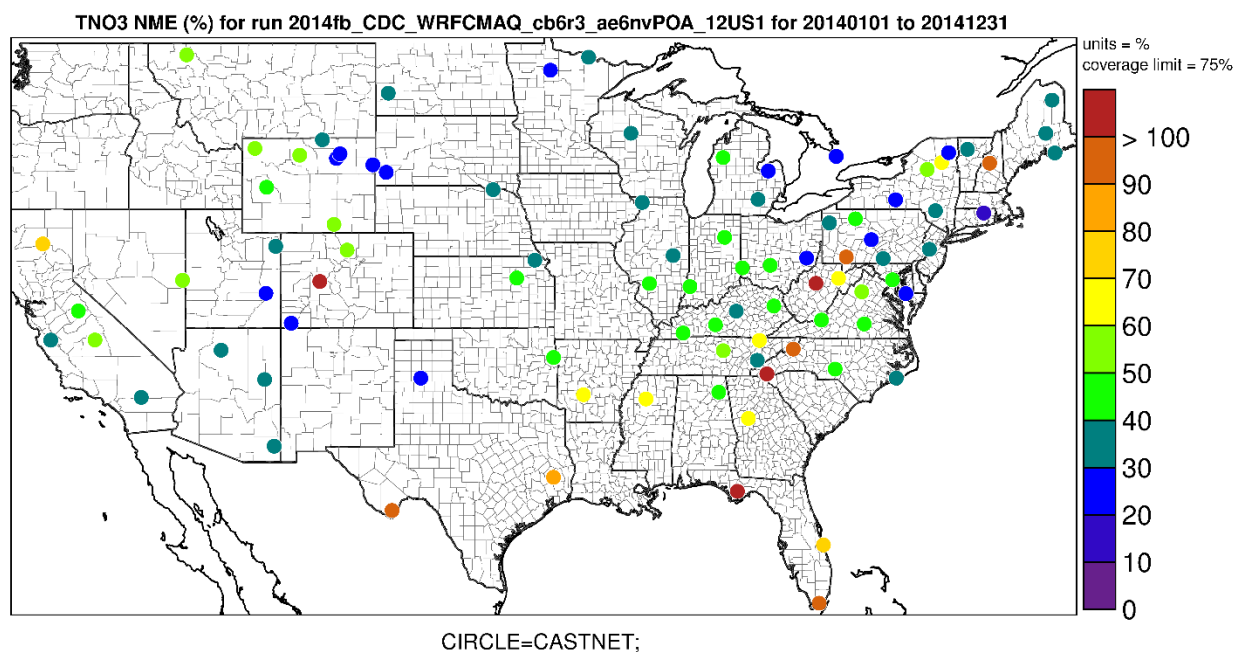 TNO3 NME (%) for run 2014fb_CDC_WRFCMAQ_cb6r3_ae6nvPOA_12US1 for 20140101 to 20141231
units = %
coverage limit = 75%
> 100
90
80
70
60
50
40
30
20
10
0
CIRCLE=CASTNET;